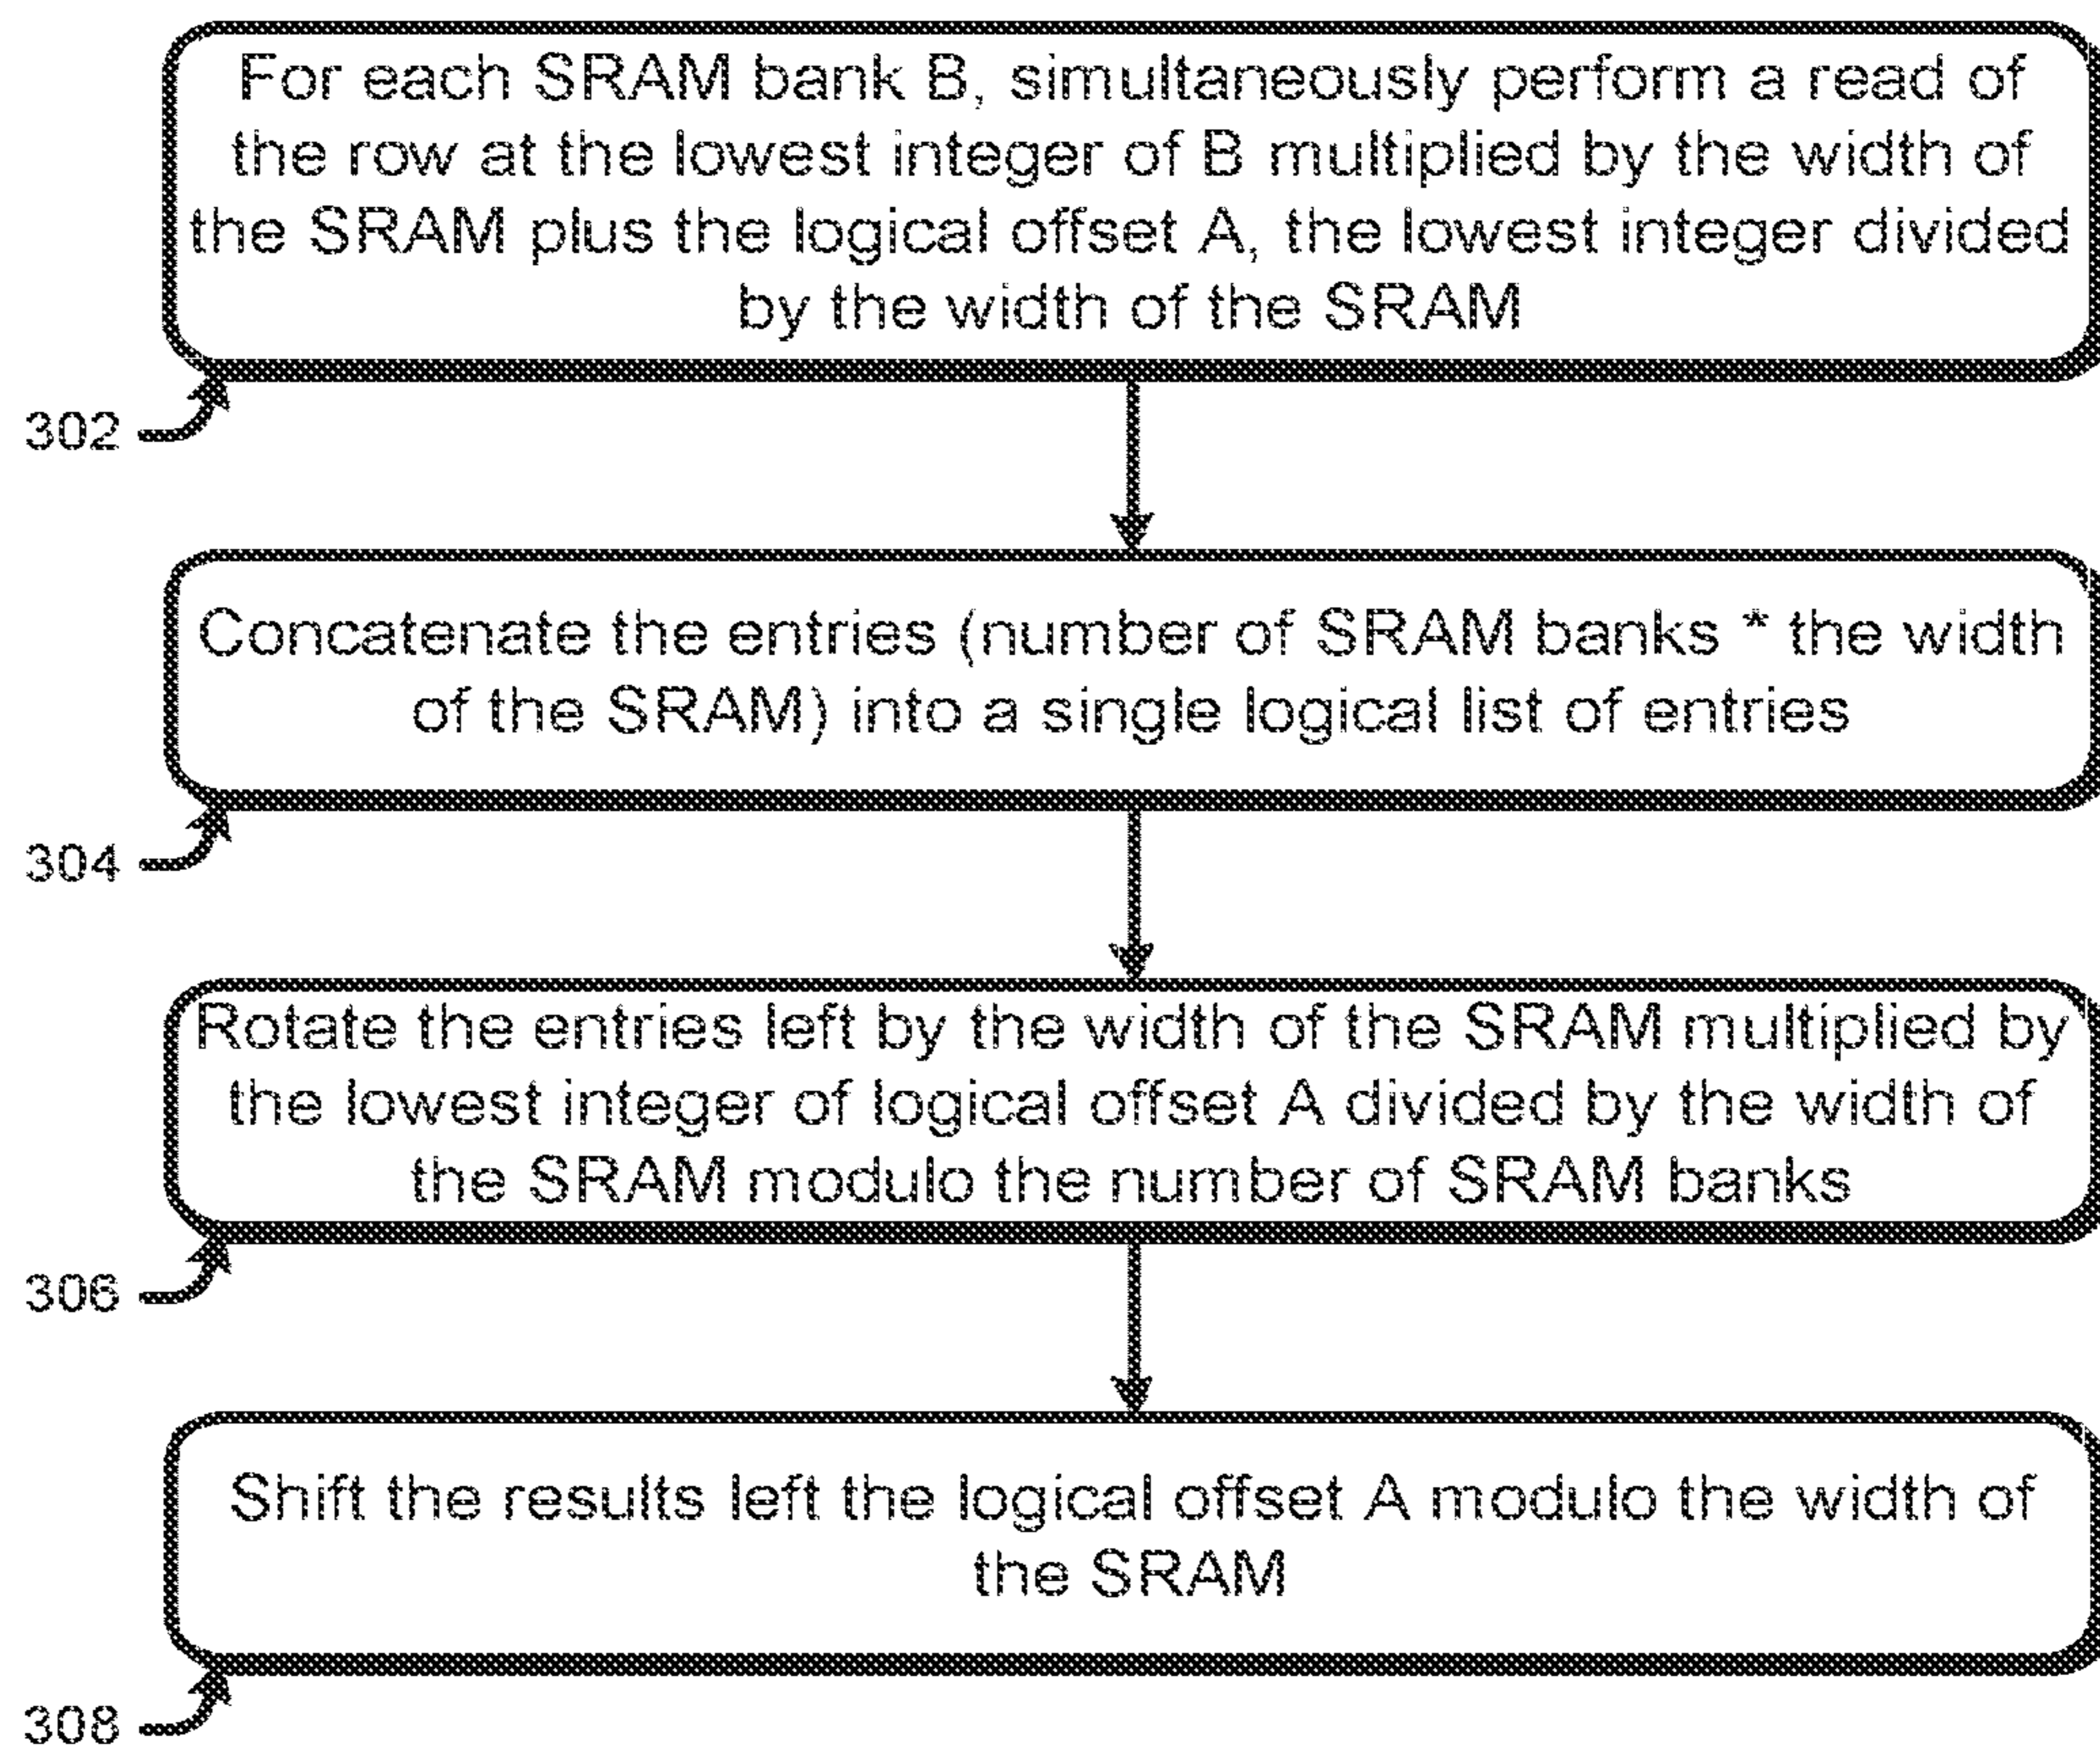 For each SRAM bank B, simultaneously perform a read of
the row at the lowest integer of B multiplied by the width of
the SRAM plus the logical offset A, the lowest integer divided
by the width of the SRAM
302
Concatenate the entries (number of SRAM banks * the width
of the SRAM) into a single logical list of entries
304
Rotate the entries left by the width of the SRAM multiplied by
the lowest integer of logical offset A divided by the width of
the SRAM modulo the number of SRAM banks
306
Shift the results left the logical offset A modulo the width of
the SRAM
308